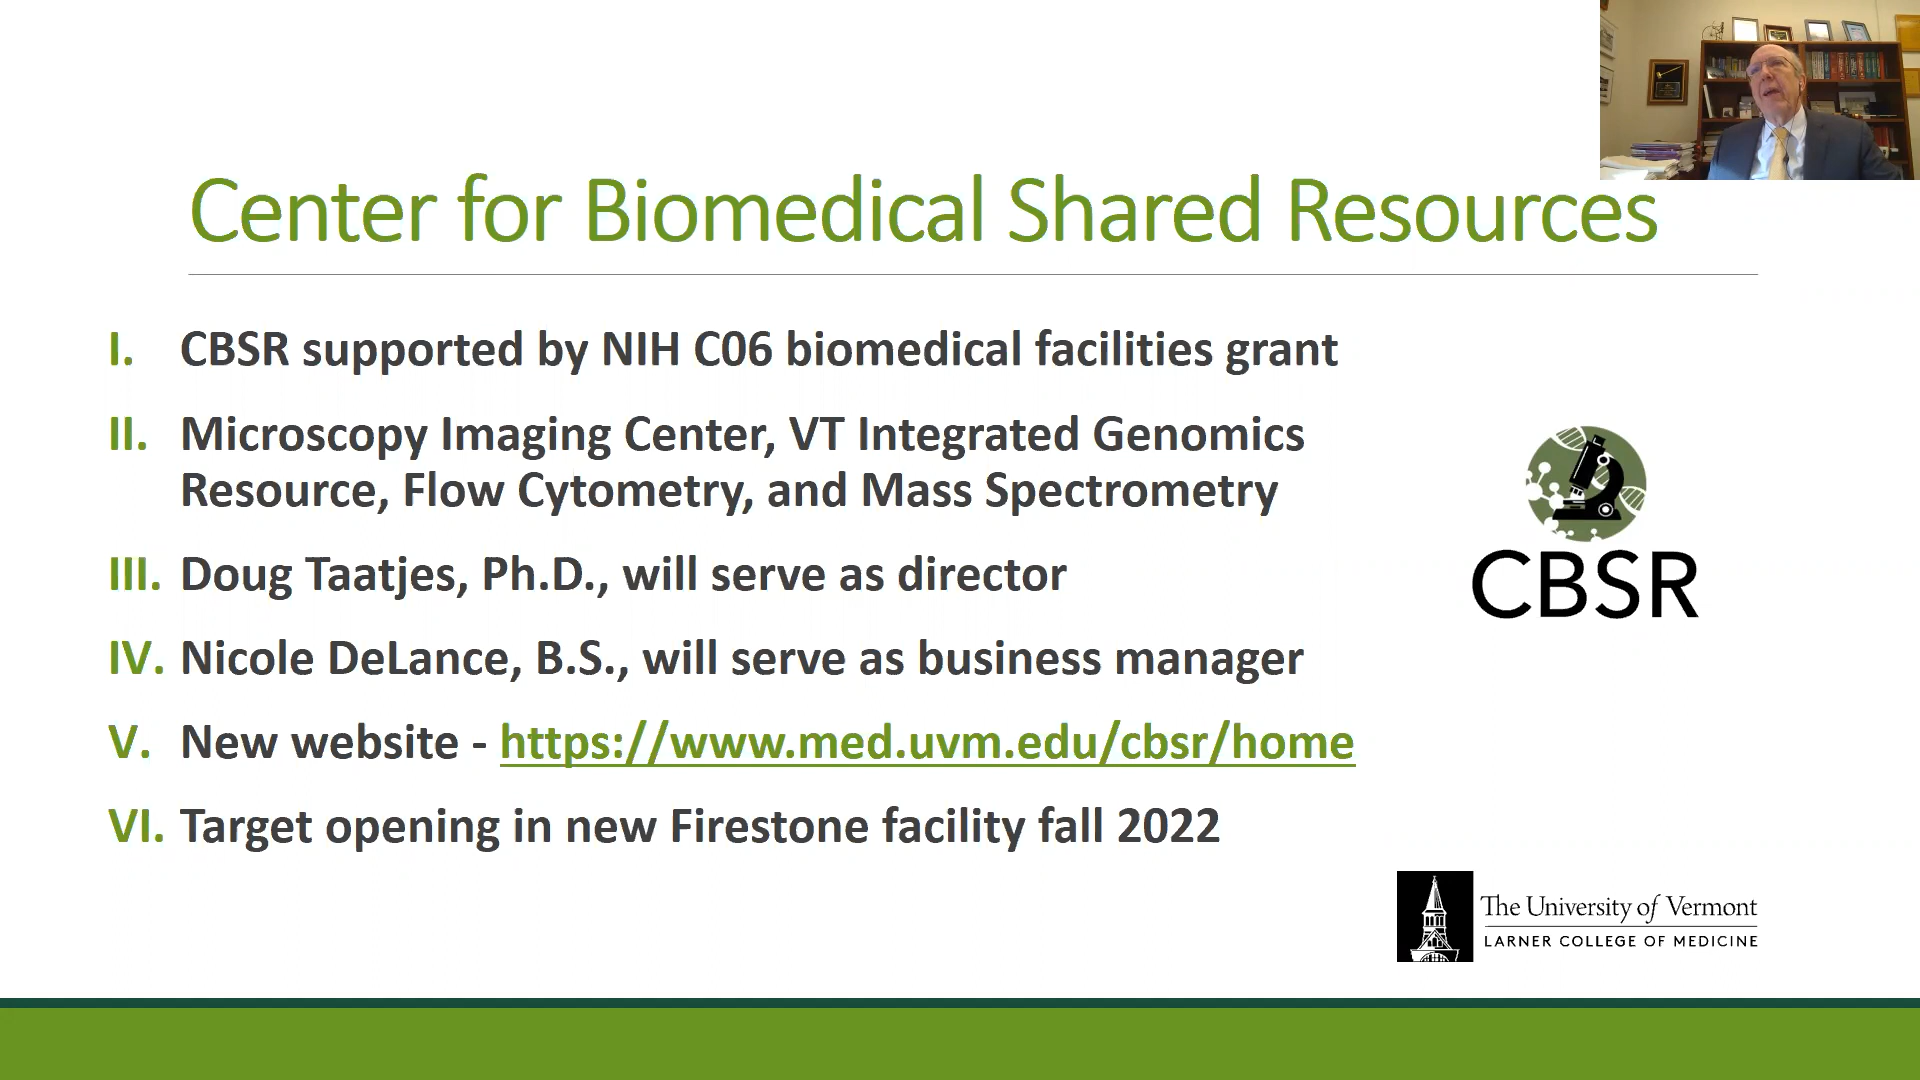 Center for Biomedical Shared Resources
I. CBSR supported by NIH C06 biomedical facilities grant
II. Microscopy Imaging Center, VT Integrated Genomics
Resource, Flow Cytometry, and Mass Spectrometry
III. Doug Taatjes, Ph.D., will serve as director
IV. Nicole DeLance, B.S., will serve as business manager
V. New website - https://www.med.uvm.edu/cbsr/home
VI. Target opening in new Firestone facility fall 2022
CBSR
The University of Vermont
LARNER COLLEGE OF MEDICINE